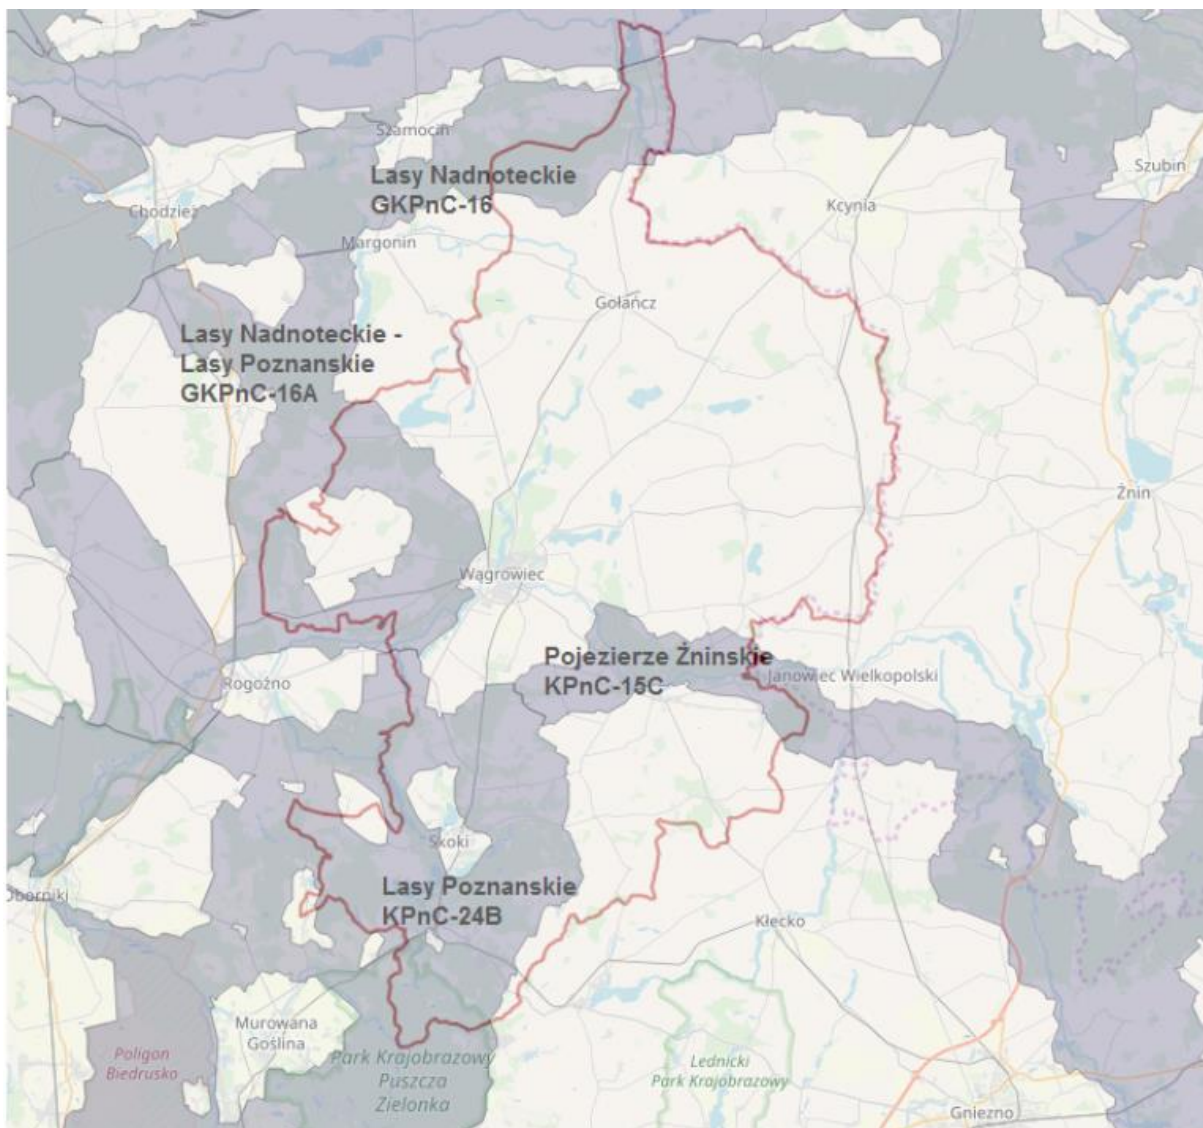 Szamocin
Lasy Nadnoteckie
GKPnC-16
Szubin
Chodzież
Kcynia
Margonin
Gołańcz
Lasy Nadnoteckie -
Lasy Poznanskie
GKPnC-16A
Żnin
Wągrowiec
Pojezierze Żninskie
KPnC-15C
Janowiec Wielkopolski
Rogoźno
Skoki
Lasy Poznanskie
KPnC-24B
Oborniki
Kłecko
Murowana
Goślina
Poligon
Biedrusko
Park Krajobrazowy
Puszcza
Zielonka
Lednicki
Park Krajobrazowy
Gniezno